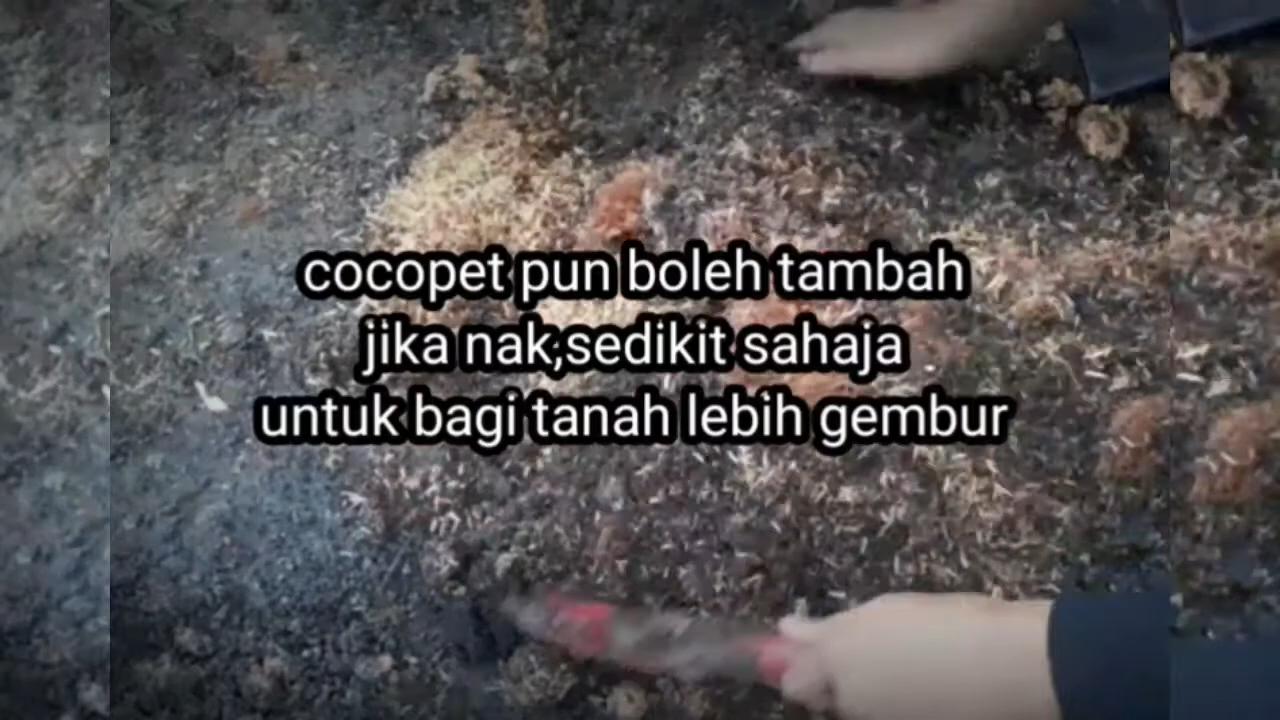 cocopet pun boleh tambah
jika nak,sedikit sahaja
untuk bagi tanah lebih gembur